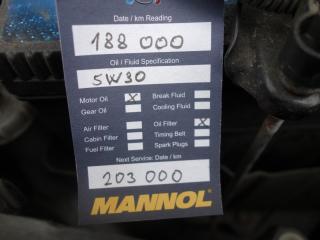 Date / km Reading
188 000
Oil / Fluid Specification
5W30
Motor Oil X Break Fluid
Gear Oil Cooling Fluid
Air Filter Oil Filter X
Cabin Filter Timing Belt
Fuel Filter Spark Plugs
Next Service: Date / km
203 000
MANNOL